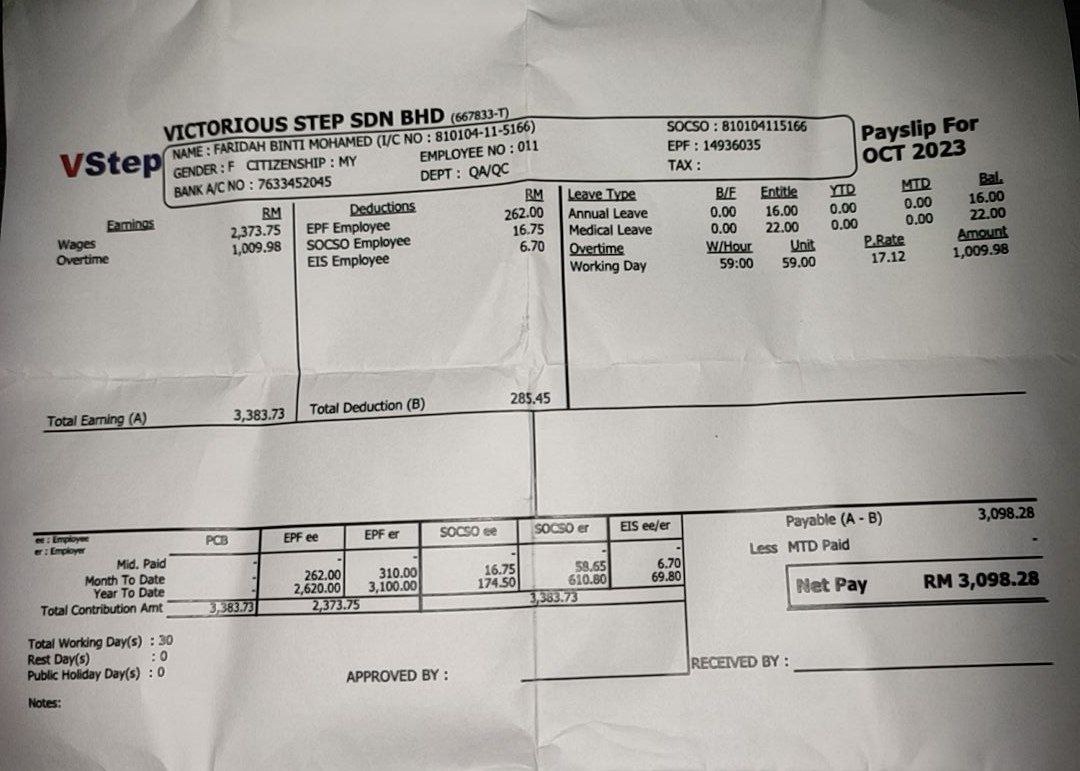 VICTORIOUS STEP SDN BHD (667833-T)
VStep
NAME : FARIDAH BINTI MOHAMED (I/C NO : 810104-11-5166)
GENDER : F CITIZENSHIP : MY EMPLOYEE NO : 011
BANK A/C NO : 7633452045 DEPT : QA/QC
SOCSO : 810104115166
EPF : 14936035
TAX :
Payslip For
OCT 2023
Earnings RM
Wages 2,373.75
Overtime 1,009.98
Deductions RM
EPF Employee 262.00
SOCSO Employee 16.75
EIS Employee 6.70
Leave Type B/F Entitle YTD MTD Bal.
Annual Leave 0.00 16.00 0.00 0.00 16.00
Medical Leave 0.00 22.00 0.00 0.00 22.00
Overtime W/Hour Unit P.Rate Amount
Working Day 59:00 59.00 17.12 1,009.98
Total Earning (A) 3,383.73 Total Deduction (B) 285.45
ee : Employee
er : Employer
PCB EPF ee EPF er SOCSO ee SOCSO er EIS ee/er
Mid. Paid - - - - - -
Month To Date - 262.00 310.00 16.75 58.65 6.70
Year To Date - 2,620.00 3,100.00 174.50 610.80 69.80
Total Contribution Amt 3,383.73 2,373.75 3,383.73
Payable (A - B) 3,098.28
Less MTD Paid -
Net Pay RM 3,098.28
Total Working Day(s) : 30
Rest Day(s) : 0
Public Holiday Day(s) : 0
APPROVED BY :
RECEIVED BY :
Notes: